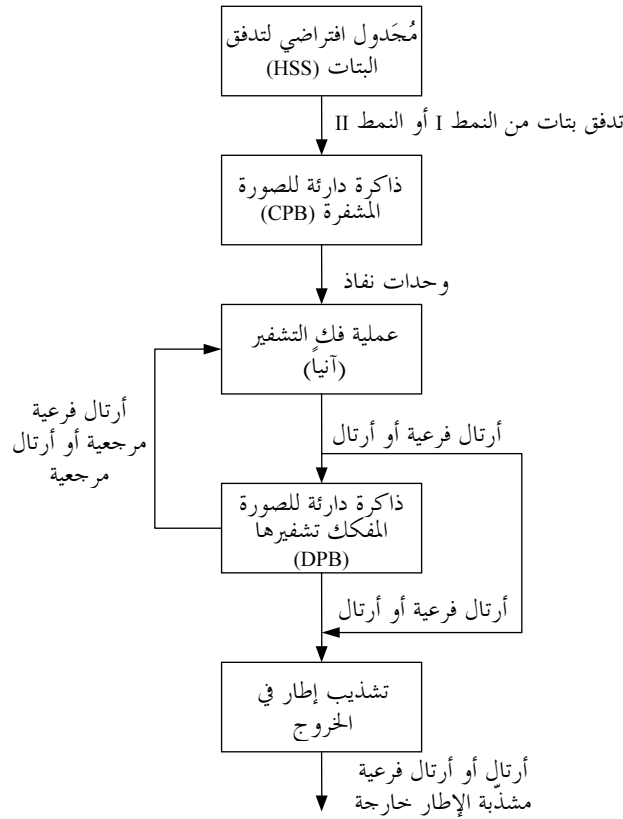 مُجَدول افتراضي لتدفق
البتات (HSS)
تدفق بتات من النمط I أو النمط II
ذاكرة دارئة للصورة
المشفرة (CPB)
وحدات نفاذ
عملية فك التشفير
(آنياً)
أرتال فرعية
مرجعية أو أرتال
مرجعية
أرتال فرعية أو أرتال
ذاكرة دارئة للصورة
المفكك تشفيرها
(DPB)
أرتال فرعية أو أرتال
تشذيب إطار في
الخروج
أرتال أو أرتال فرعية
مشذّبة الإطار خارجة